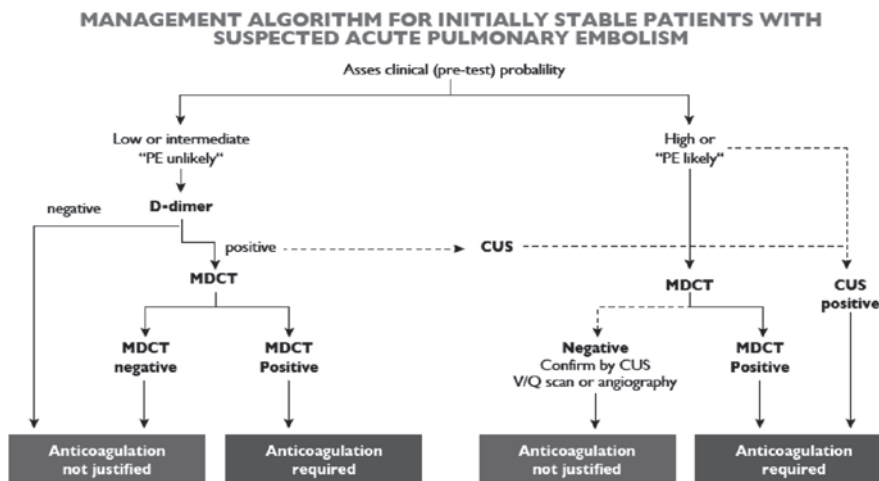 MANAGEMENT ALGORITHM FOR INITIALLY STABLE PATIENTS WITH
SUSPECTED ACUTE PULMONARY EMBOLISM
Asses clinical (pre-test) probalility
Low or intermediate
"PE unlikely"
High or
"PE likely"
negative
D-dimer
positive
CUS
MDCT
MDCT
CUS
positive
MDCT
negative
MDCT
Positive
Negative
Confirm by CUS
V/Q scan or angiography
MDCT
Positive
Anticoagulation
not justified
Anticoagulation
required
Anticoagulation
not justified
Anticoagulation
required